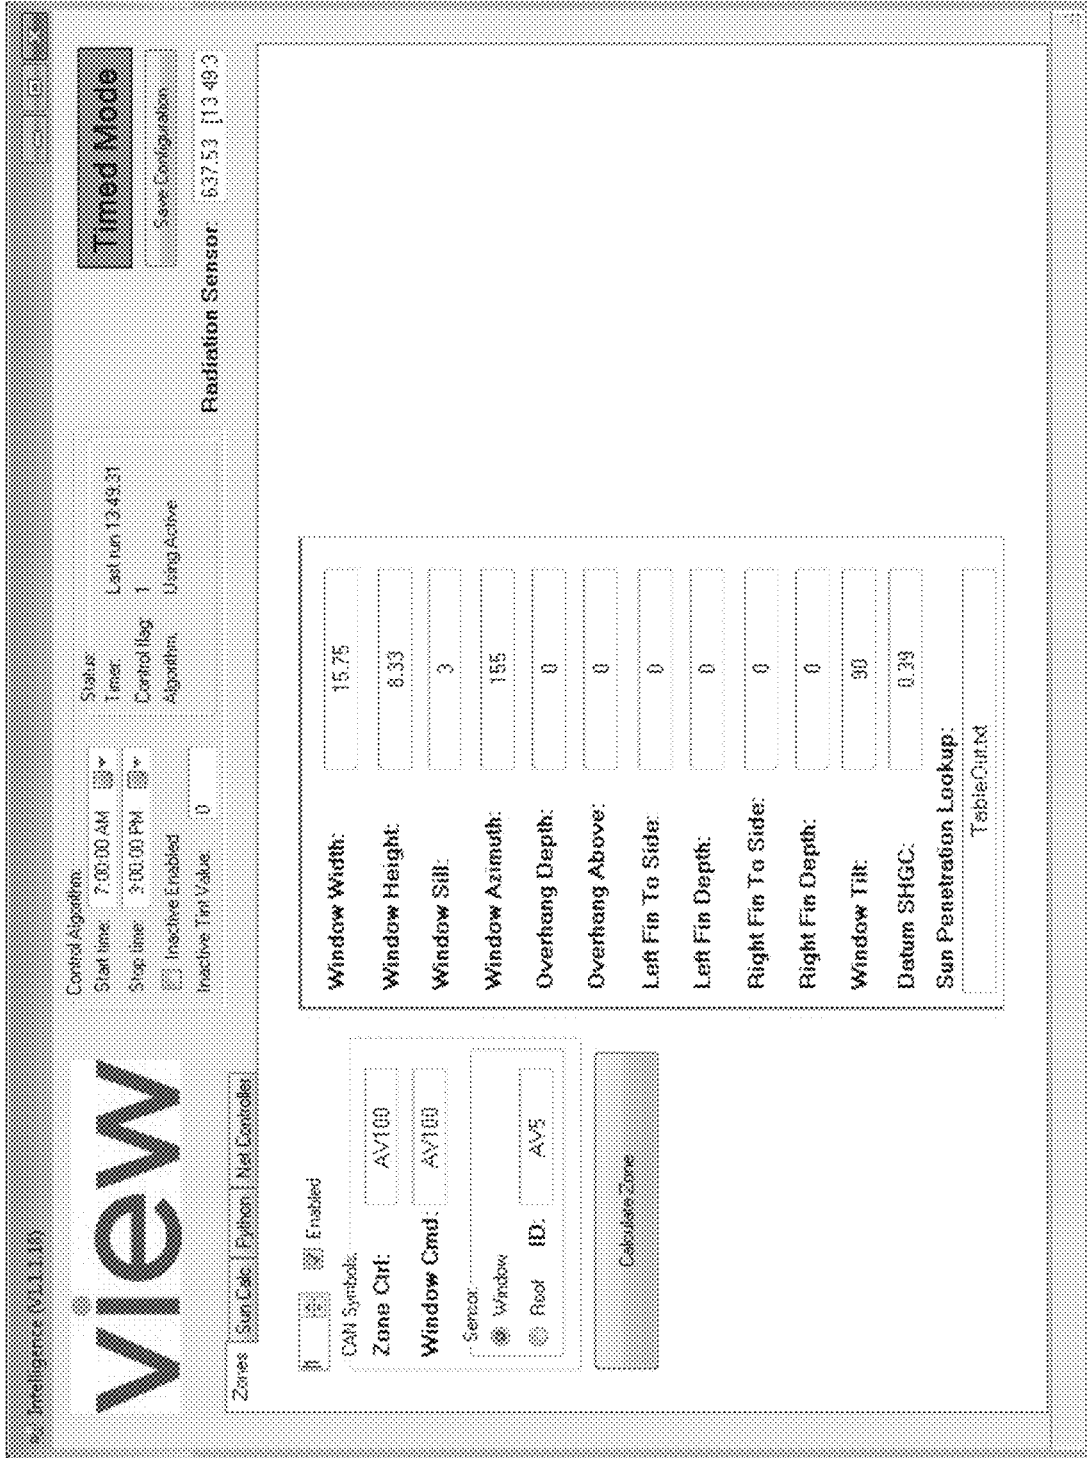 Intelligence (v1.1.1.18)
view
Control Algorithm:
Start time: 7:00:00 AM
Stop time: 3:00:00 PM
Inactive Enabled
Inactive Tint Value: 0
Status:
Timer: Last run 13:49:31
Control flag: 1
Algorithm: Using Active
Timed Mode
Save Configuration
Radiation Sensor: 637.53 [13:49:3
Zones Sun Calc Python Net Controller
Enabled
CAN Symbols:
Zone Ctrl: AV100
Window Cmd: AV100
Sensor:
Window
Roof ID: AV5
Calculate Zone
Window Width: 15.75
Window Height: 8.33
Window Sill: 3
Window Azimuth: 155
Overhang Depth: 0
Overhang Above: 0
Left Fin To Side: 0
Left Fin Depth: 0
Right Fin To Side: 0
Right Fin Depth: 0
Window Tilt: 90
Datum SHGC: 0.39
Sun Penetration Lookup:
TableOut.txt